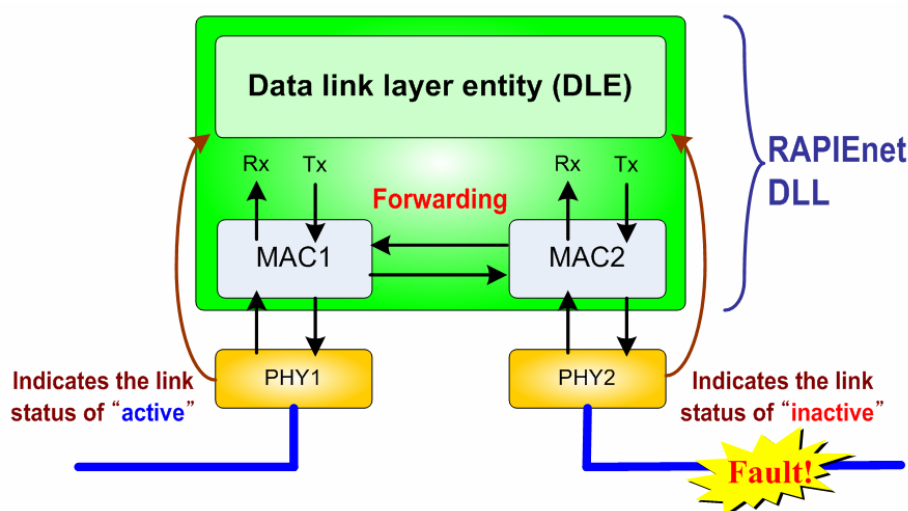 Data link layer entity (DLE)
RAPIEnet
DLL
Rx
Tx
Rx
Tx
Forwarding
MAC1
MAC2
PHY1
PHY2
Indicates the link
status of “active”
Indicates the link
status of “inactive”
Fault!